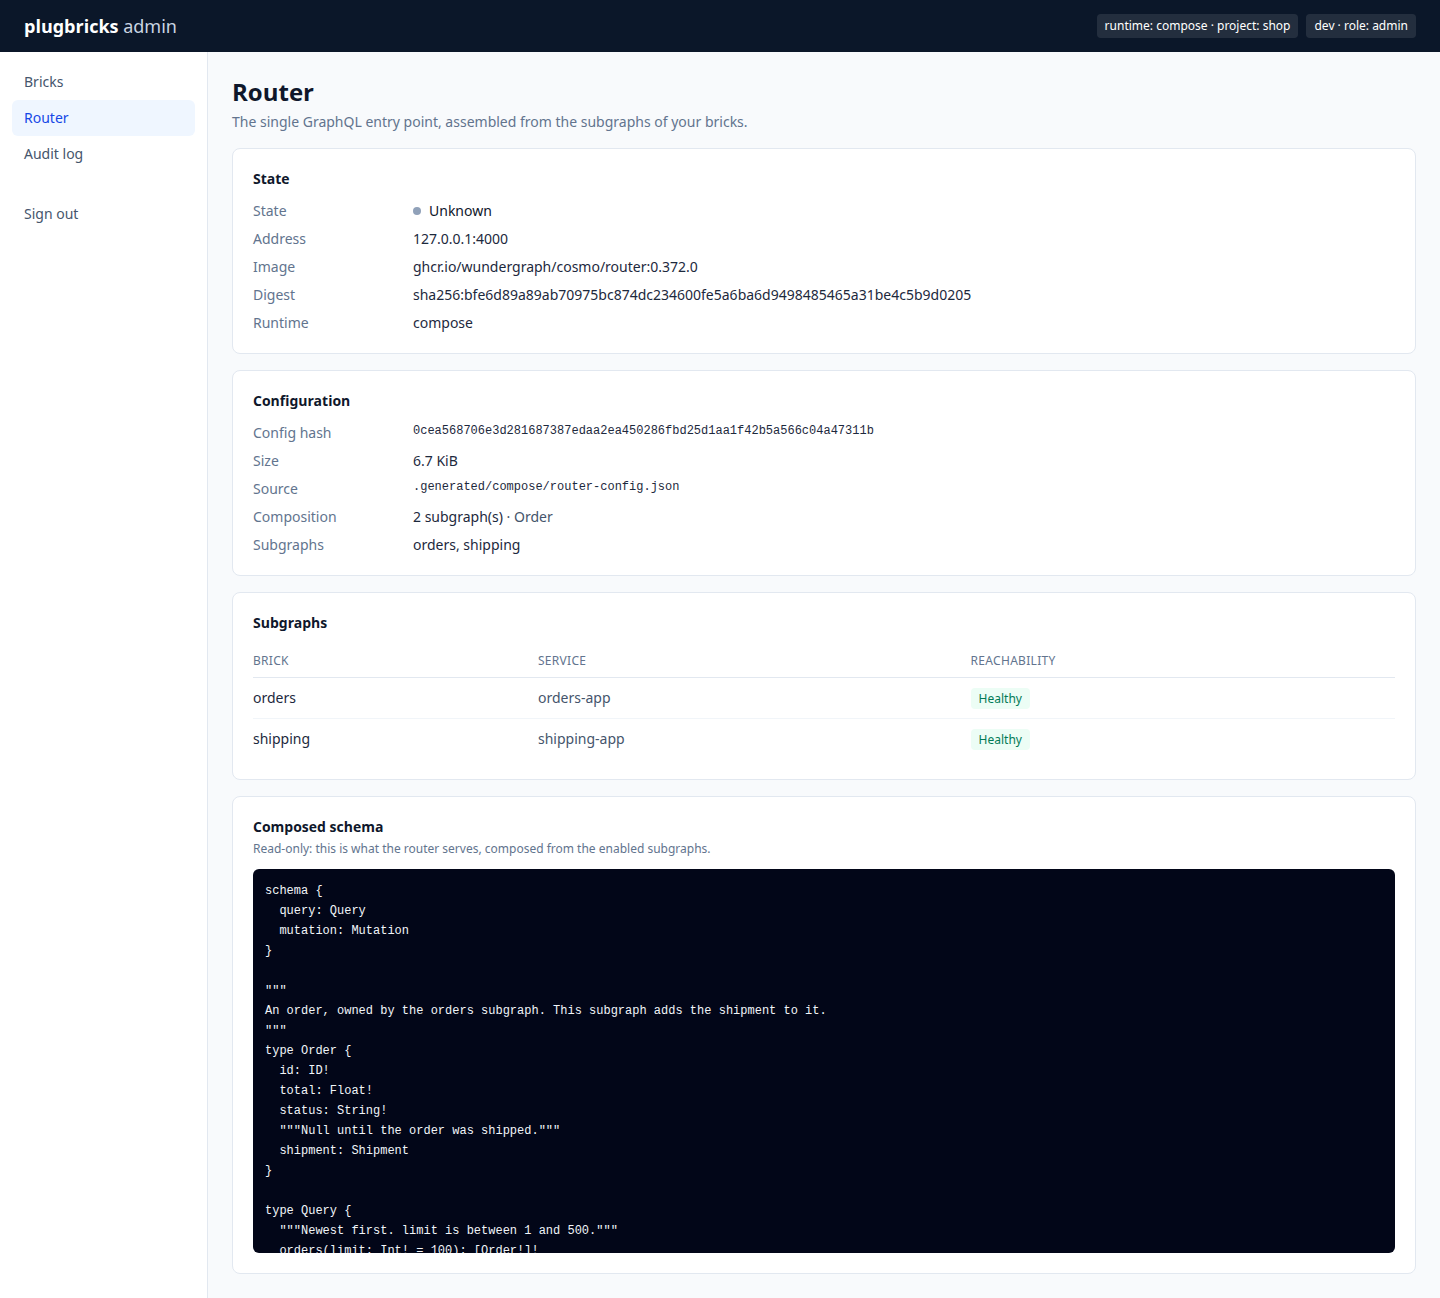 plugbricks admin
runtime: compose · project: shop
dev · role: admin
Bricks
Router
Audit log
Sign out
Router
The single GraphQL entry point, assembled from the subgraphs of your bricks.
State
State Unknown
Address 127.0.0.1:4000
Image ghcr.io/wundergraph/cosmo/router:0.372.0
Digest sha256:bfe6d89a89ab70975bc874dc234600fe5a6ba6d9498485465a31be4c5b9d0205
Runtime compose
Configuration
Config hash 0cea568706e3d281687387edaa2ea450286fbd25d1aa1f42b5a566c04a47311b
Size 6.7 KiB
Source .generated/compose/router-config.json
Composition 2 subgraph(s) · Order
Subgraphs orders, shipping
Subgraphs
BRICK SERVICE REACHABILITY
orders orders-app Healthy
shipping shipping-app Healthy
Composed schema
Read-only: this is what the router serves, composed from the enabled subgraphs.
schema {
  query: Query
  mutation: Mutation
}
"""
An order, owned by the orders subgraph. This subgraph adds the shipment to it.
"""
type Order {
  id: ID!
  total: Float!
  status: String!
  """Null until the order was shipped."""
  shipment: Shipment
}
type Query {
  """Newest first. limit is between 1 and 500."""
  orders(limit: Int! = 100): [Order!]!